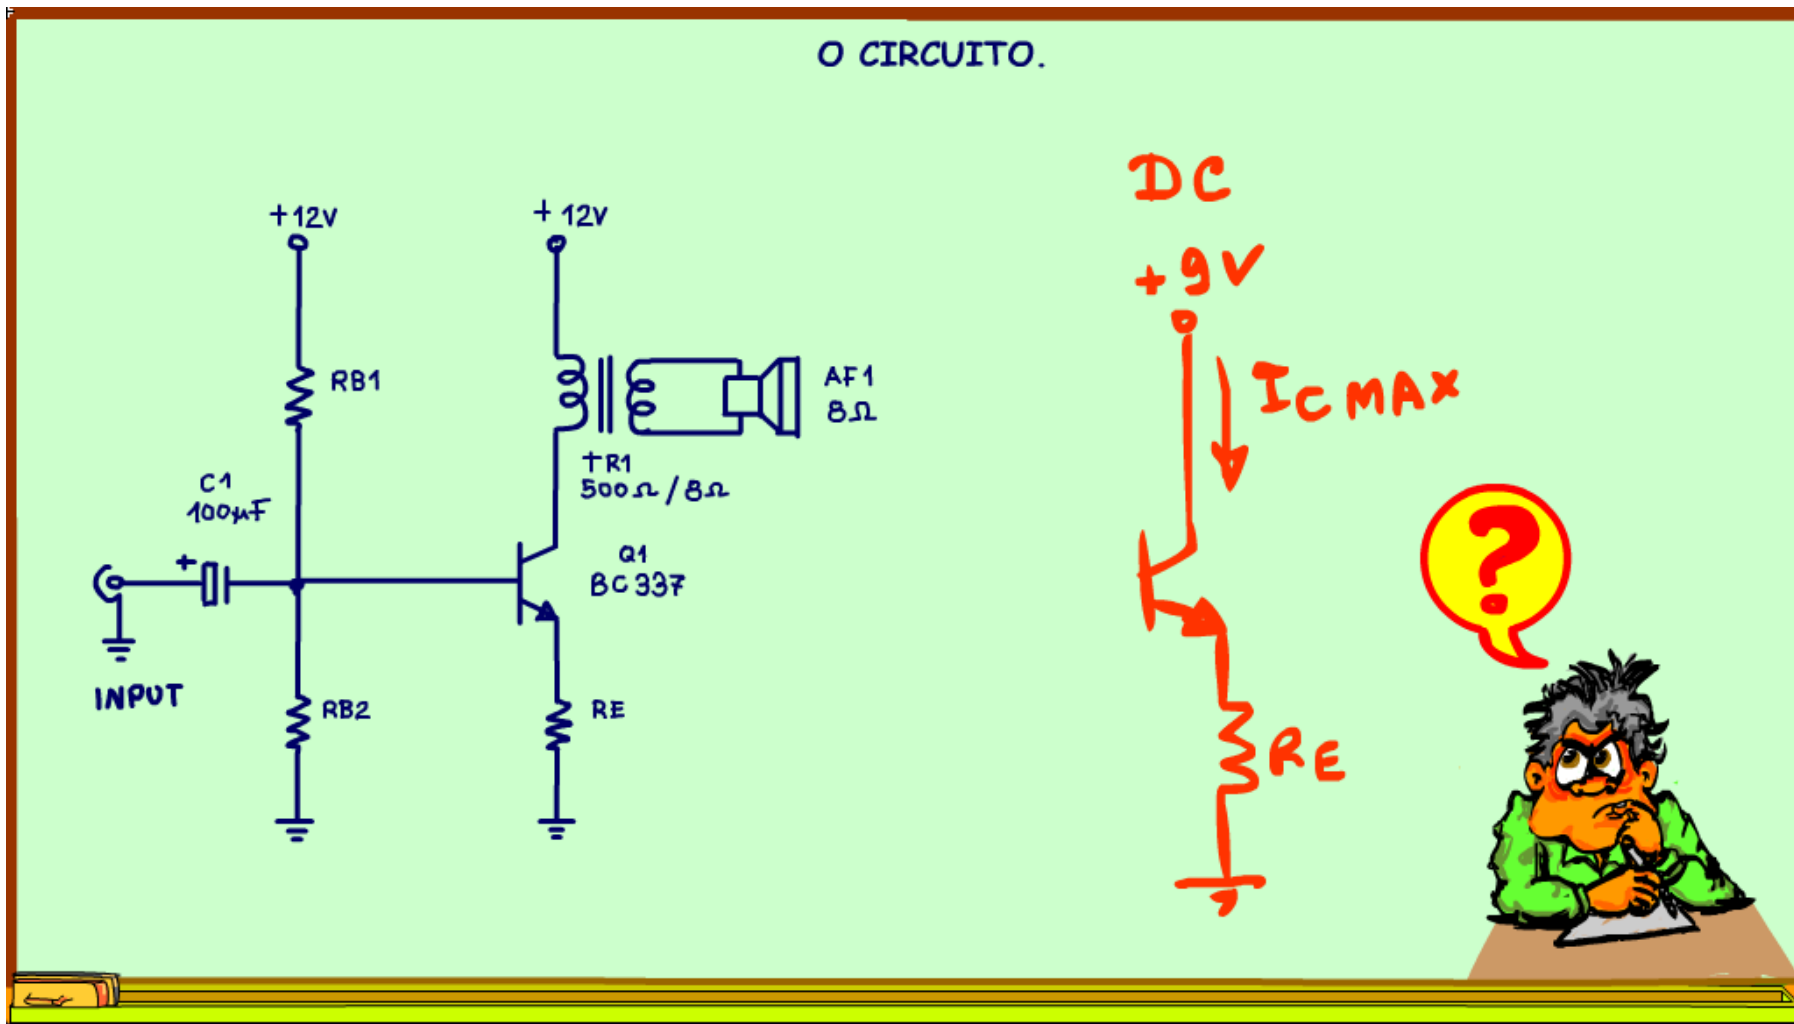 O CIRCUITO.
+12V
+12V
RB1
AF1
8Ω
TR1
500Ω/8Ω
C1
100µF
+
Q1
BC337
INPUT
RB2
RE
DC
+9V
IC MAX
RE
?